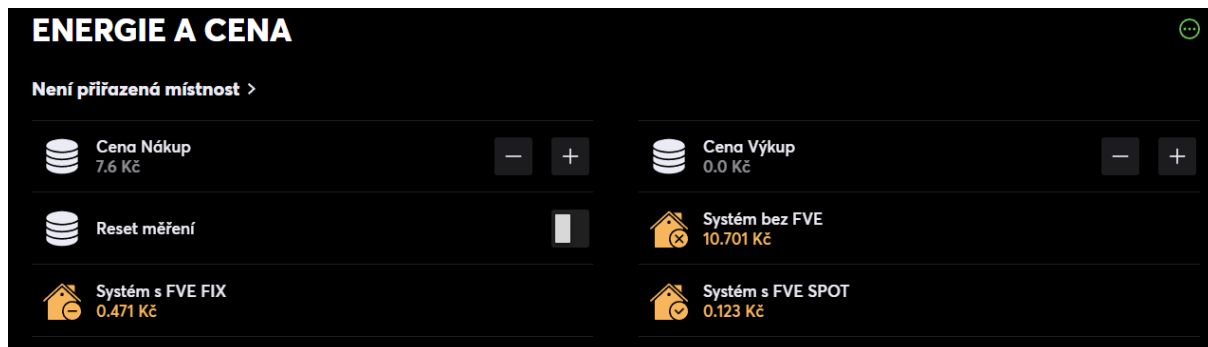 ENERGIE A CENA
Není přiřazená místnost >
Cena Nákup
7.6 Kč
− +
Cena Výkup
0.0 Kč
− +
Reset měření
Systém bez FVE
10.701 Kč
Systém s FVE FIX
0.471 Kč
Systém s FVE SPOT
0.123 Kč